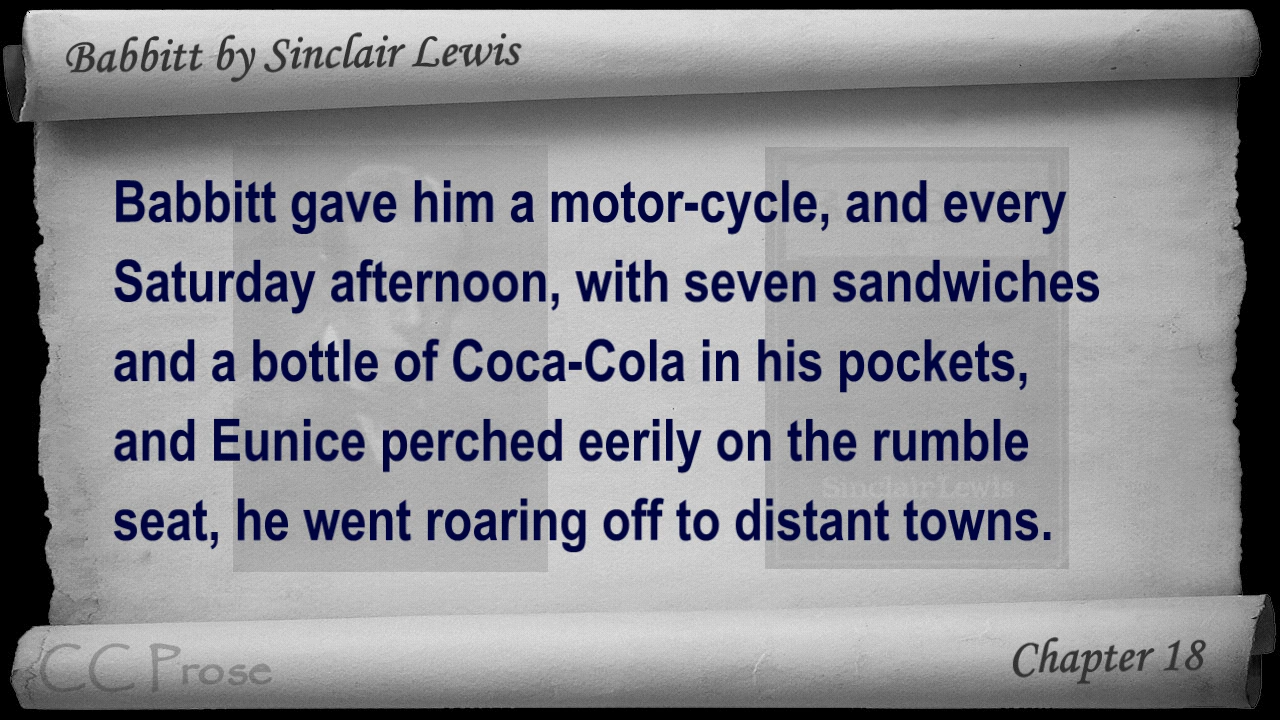 Babbitt by Sinclair Lewis
Babbitt gave him a motor-cycle, and every
Saturday afternoon, with seven sandwiches
and a bottle of Coca-Cola in his pockets,
and Eunice perched eerily on the rumble
seat, he went roaring off to distant towns.
Sinclair Lewis
CC Prose
Chapter 18